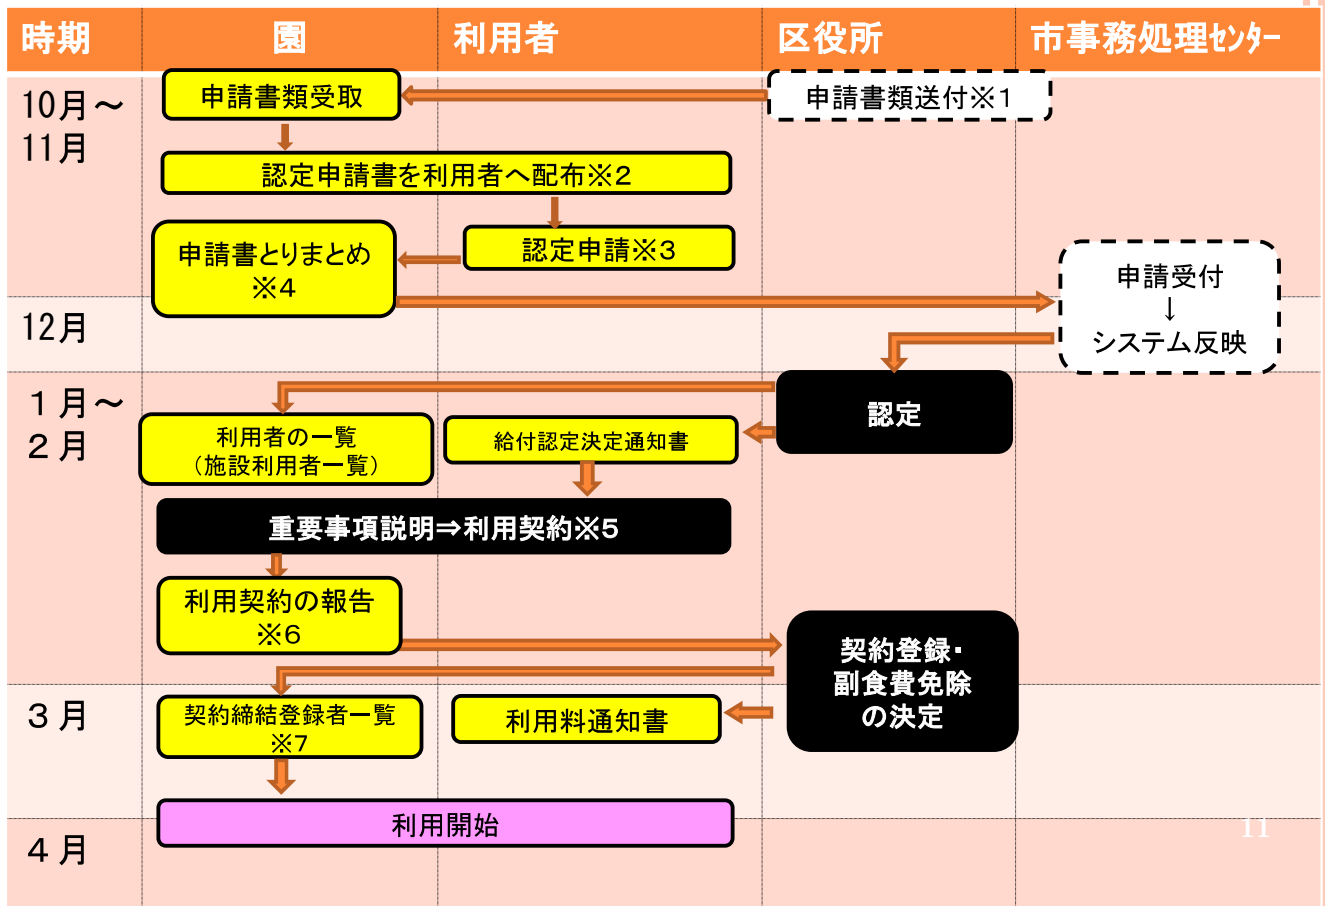 時期 園 利用者 区役所 市事務処理ｾﾝﾀｰ
10月～
11月
申請書類受取
申請書類送付※1
認定申請書を利用者へ配布※2
認定申請※3
申請書とりまとめ
※4
申請受付
↓
システム反映
12月
１月～
２月
認定
利用者の一覧
（施設利用者一覧）
給付認定決定通知書
重要事項説明⇒利用契約※5
利用契約の報告
※6
契約登録・
副食費免除
の決定
３月
契約締結登録者一覧
※7
利用料通知書
利用開始
４月
11